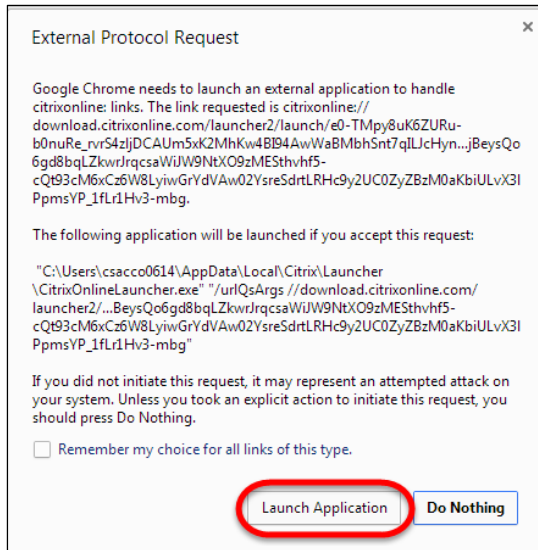 External Protocol Request
Google Chrome needs to launch an external application to handle
citrixonline: links. The link requested is citrixonline://
download.citrixonline.com/launcher2/launch/e0-TMpy8uK6ZURu-
b0nuRe_rvrS4zIjDCAUm5xK2MhKw4BI94AwWaBMbhSnt7qILJcHyn...jBeysQo
6gd8bqLZkwrJrqcsaWiJW9NtXO9zMESthvhf5-
cQt93cM6xCz6W8LyiwGrYdVAw02YsreSdrtLRHc9y2UC0ZyZBzM0aKbiULvX3l
PpmsYP_1fLr1Hv3-mbg.
The following application will be launched if you accept this request:
"C:\Users\csacco0614\AppData\Local\Citrix\Launcher
\CitrixOnlineLauncher.exe" "/urlQsArgs //download.citrixonline.com/
launcher2/...BeysQo6gd8bqLZkwrJrqcsaWiJW9NtXO9zMESthvhf5-
cQt93cM6xCz6W8LyiwGrYdVAw02YsreSdrtLRHc9y2UC0ZyZBzM0aKbiULvX3l
PpmsYP_1fLr1Hv3-mbg"
If you did not initiate this request, it may represent an attempted attack on
your system. Unless you took an explicit action to initiate this request, you
should press Do Nothing.
Remember my choice for all links of this type.
Launch Application
Do Nothing